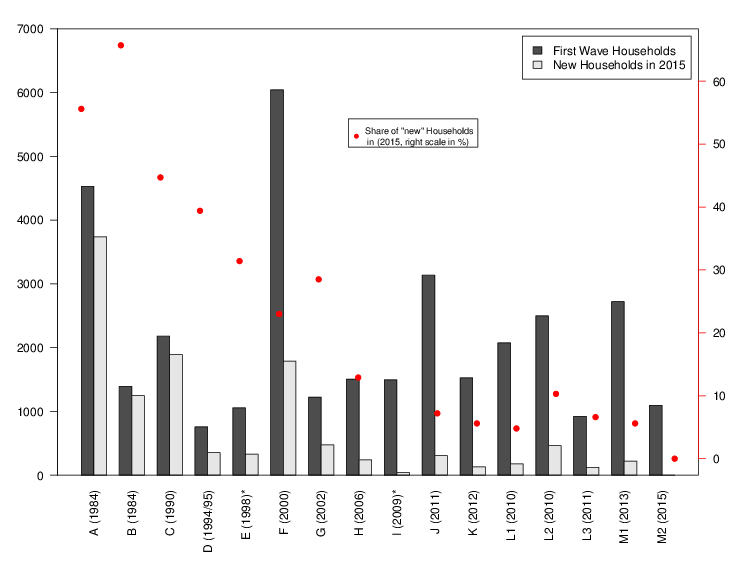 7000
6000
5000
4000
3000
2000
1000
0
First Wave Households
New Households in 2015
Share of "new" Households
in (2015, right scale in %)
60
50
40
30
20
10
0
A (1984)
B (1984)
C (1990)
D (1994/95)
E (1998)*
F (2000)
G (2002)
H (2006)
I (2009)*
J (2011)
K (2012)
L1 (2010)
L2 (2010)
L3 (2011)
M1 (2013)
M2 (2015)